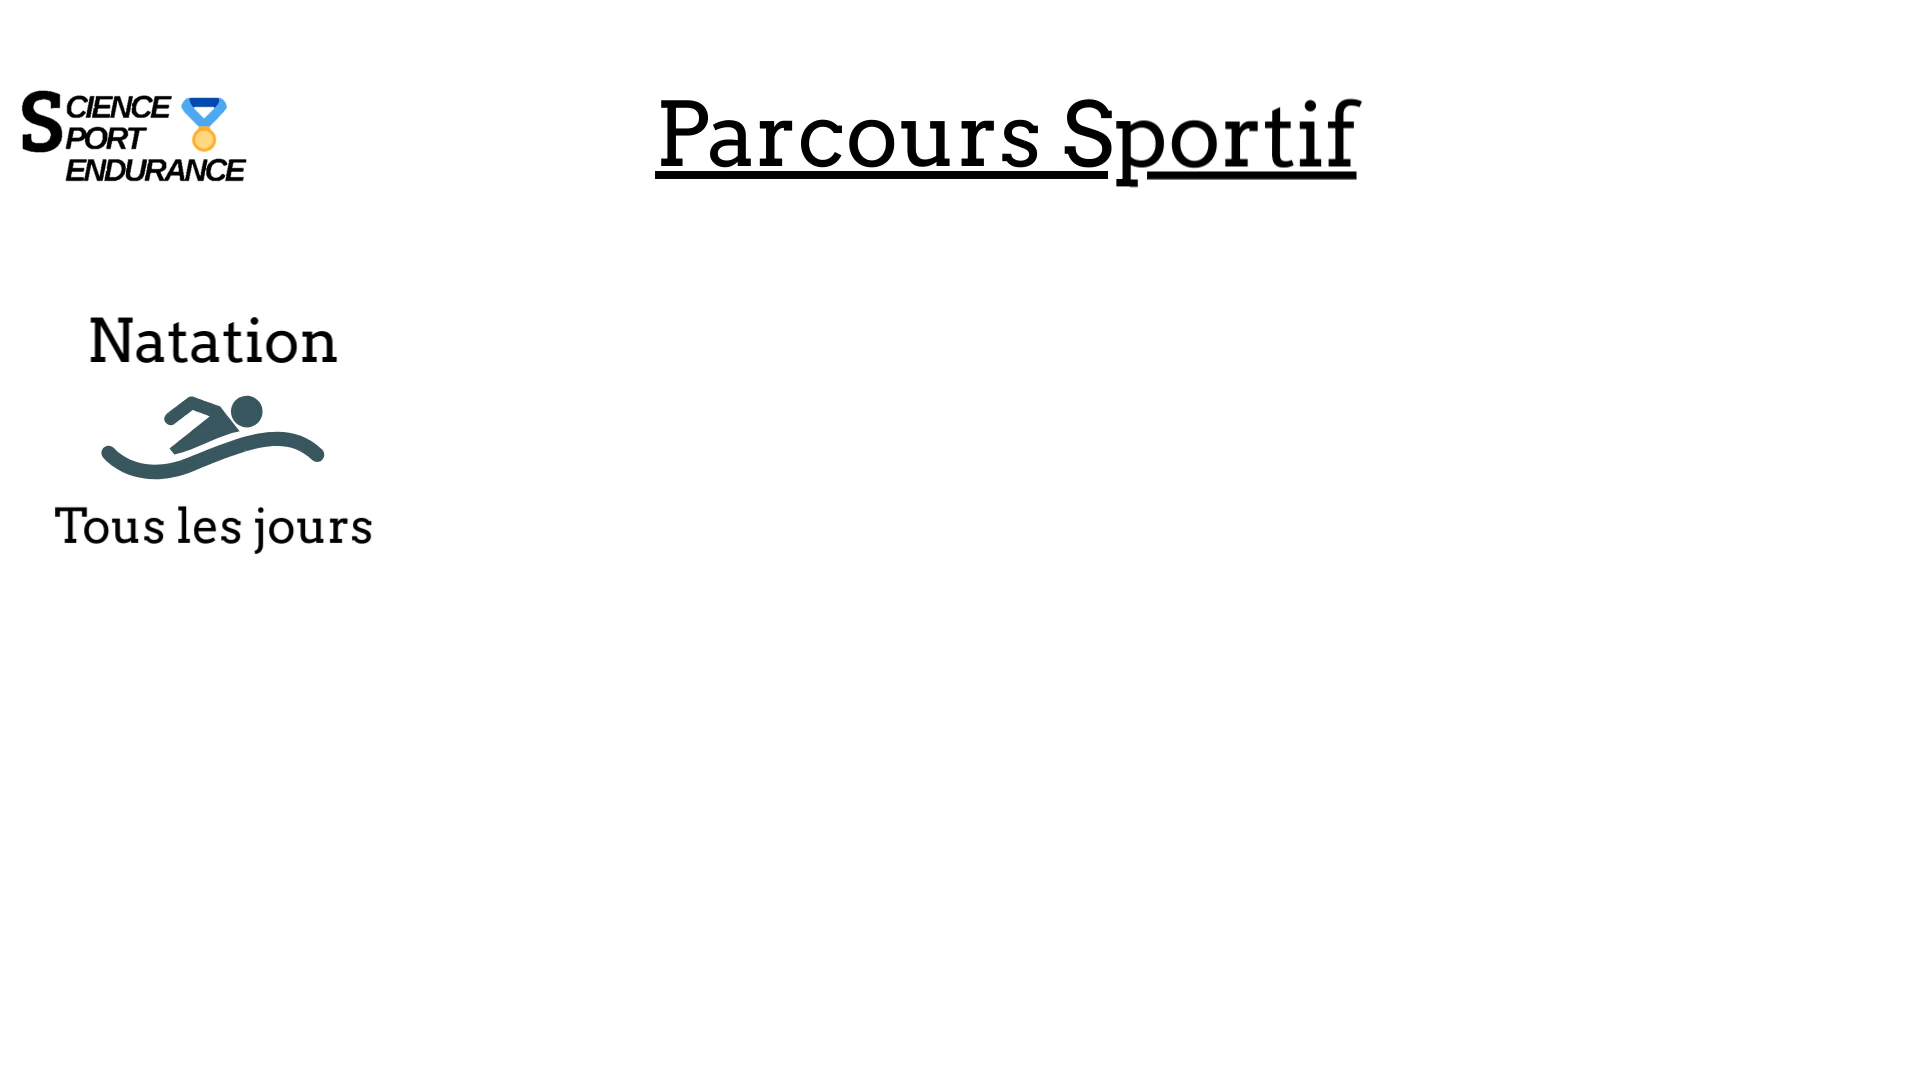 SCIENCE
SPORT
ENDURANCE
Parcours Sportif
Natation
Tous les jours